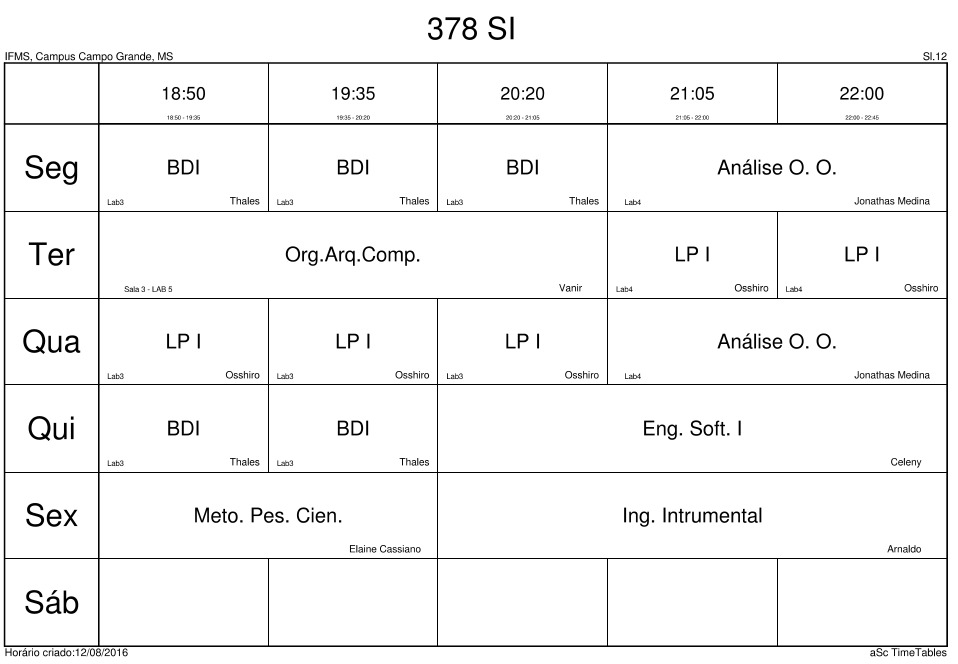 378 SI
IFMS, Campus Campo Grande, MS
SI.12
18:50 19:35 20:20 21:05 22:00
18:50 - 19:35 19:35 - 20:20 20:20 - 21:05 21:05 - 22:00 22:00 - 22:45
Seg BDI BDI BDI Análise O. O.
Lab3 Thales Lab3 Thales Lab3 Thales Lab4 Jonathas Medina
Ter Org.Arq.Comp. LP I LP I
Sala 3 - LAB 5 Vanir Lab4 Osshiro Lab4 Osshiro
Qua LP I LP I LP I Análise O. O.
Lab3 Osshiro Lab3 Osshiro Lab3 Osshiro Lab4 Jonathas Medina
Qui BDI BDI Eng. Soft. I
Lab3 Thales Lab3 Thales Celeny
Sex Meto. Pes. Cien. Ing. Intrumental
Elaine Cassiano Arnaldo
Sáb
Horário criado:12/08/2016
aSc TimeTables